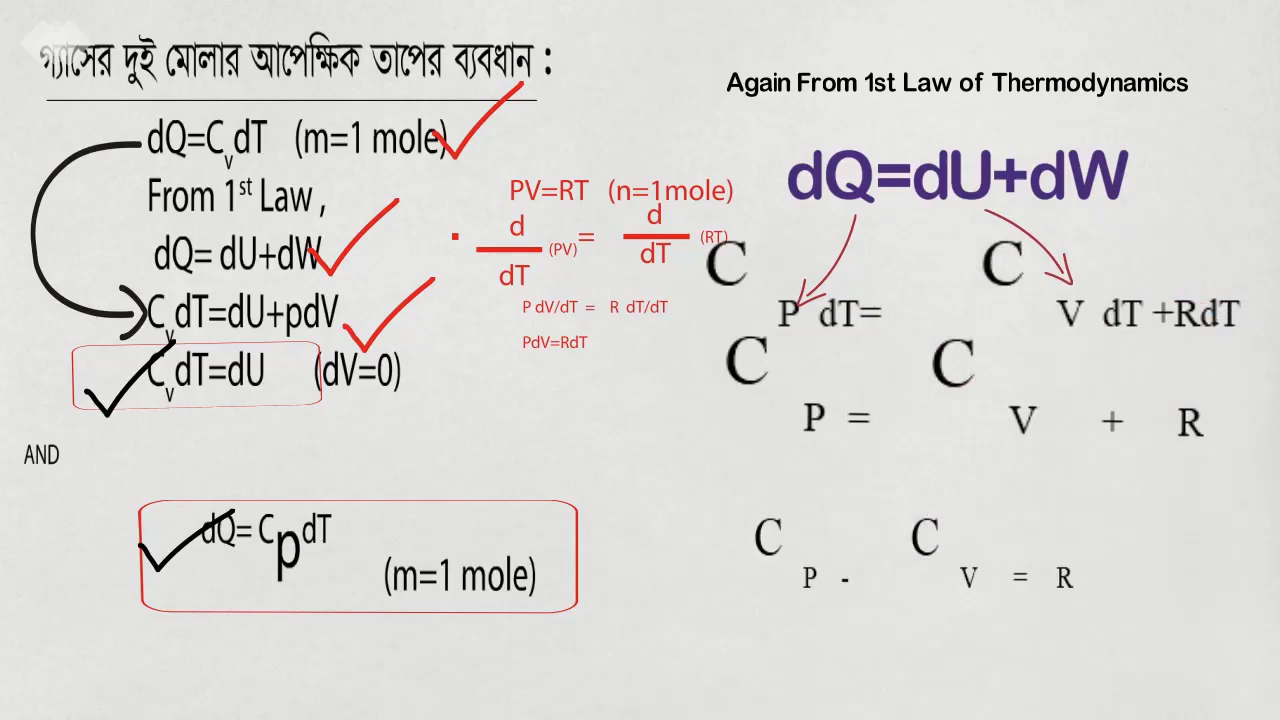 গ্যাসের দুই মোলার আপেক্ষিক তাপের ব্যবধান :
dQ=CvdT (m=1 mole)
From 1st Law ,
dQ= dU+dW
CvdT=dU+pdV
CvdT=dU (dV=0)
AND
dQ= CpdT
(m=1 mole)
PV=RT (n=1mole)
d/dT (PV) = d/dT (RT)
P dV/dT = R dT/dT
PdV=RdT
Again From 1st Law of Thermodynamics
dQ=dU+dW
CP dT= CV dT +RdT
CP = CV + R
CP - CV = R